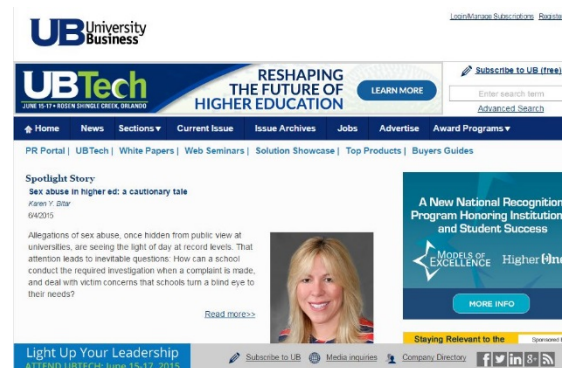 Login/Manage Subscriptions Register
UB University Business
UBTech
JUNE 15-17 • ROSEN SHINGLE CREEK, ORLANDO
RESHAPING
THE FUTURE OF
HIGHER EDUCATION
LEARN MORE
Subscribe to UB (free)
Enter search term
Advanced Search
Home News Sections▾ Current Issue Issue Archives Jobs Advertise Award Programs▾
PR Portal | UBTech | White Papers | Web Seminars | Solution Showcase | Top Products | Buyers Guides
Spotlight Story
Sex abuse in higher ed: a cautionary tale
Karen Y. Bitar
6/4/2015
Allegations of sex abuse, once hidden
from public view at
universities, are seeing the light of day at record levels. That
attention leads to inevitable questions: How can a school
conduct the required investigation when a complaint is made,
and deal with victim concerns that schools turn a blind eye to
their needs?
Read more>>
A New National Recognition
Program Honoring Institution
and Student Success
MODELS OF EXCELLENCE
Higher
MORE INFO
Staying Relevant to the
Sponsored
Light Up Your Leadership
ATTEND UBTECH: June 15-17, 2015
Subscribe to UB Media inquiries Company Directory